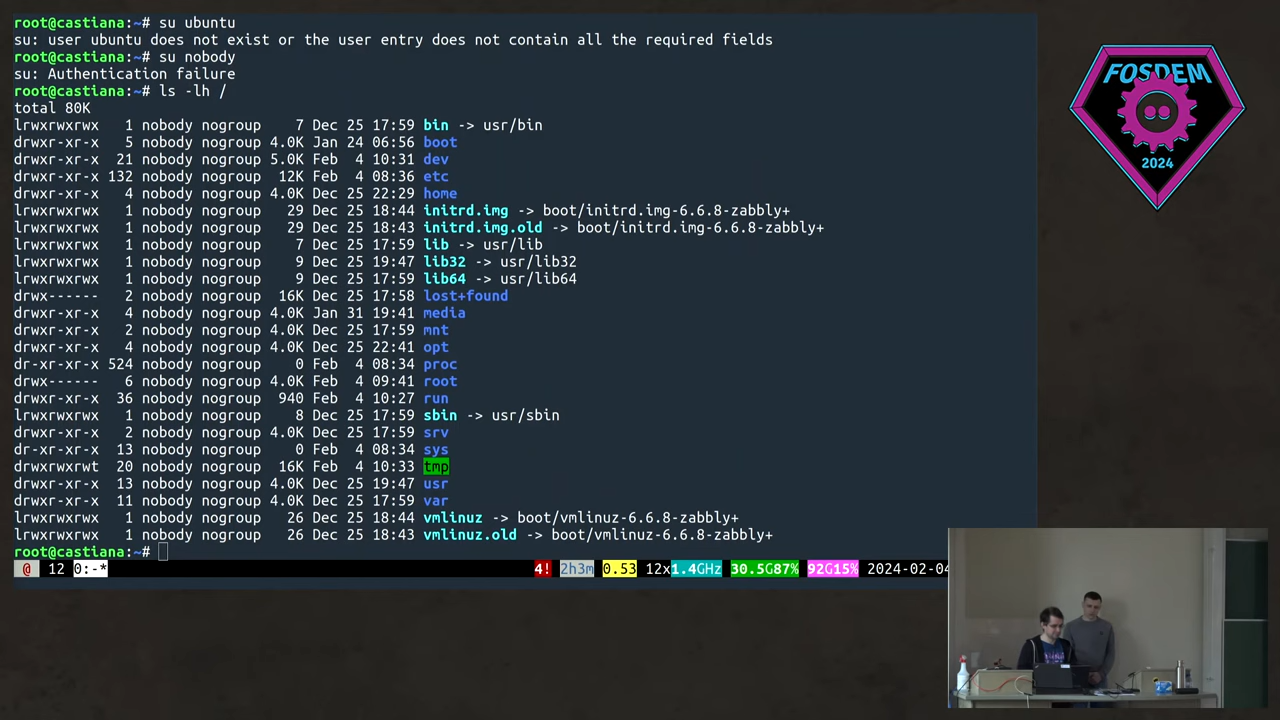 root@castiana:~# su ubuntu
su: user ubuntu does not exist or the user entry does not contain all the required fields
root@castiana:~# su nobody
su: Authentication failure
root@castiana:~# ls -lh /
total 80K
lrwxrwxrwx   1 nobody nogroup    7 Dec 25 17:59 bin -> usr/bin
drwxr-xr-x   5 nobody nogroup 4.0K Jan 24 06:56 boot
drwxr-xr-x  21 nobody nogroup 5.0K Feb  4 10:31 dev
drwxr-xr-x 132 nobody nogroup  12K Feb  4 08:36 etc
drwxr-xr-x   4 nobody nogroup 4.0K Dec 25 22:29 home
lrwxrwxrwx   1 nobody nogroup   29 Dec 25 18:44 initrd.img -> boot/initrd.img-6.6.8-zabbly+
lrwxrwxrwx   1 nobody nogroup   29 Dec 25 18:43 initrd.img.old -> boot/initrd.img-6.6.8-zabbly+
lrwxrwxrwx   1 nobody nogroup    7 Dec 25 17:59 lib -> usr/lib
lrwxrwxrwx   1 nobody nogroup    9 Dec 25 19:47 lib32 -> usr/lib32
lrwxrwxrwx   1 nobody nogroup    9 Dec 25 17:59 lib64 -> usr/lib64
drwx------   2 nobody nogroup  16K Dec 25 17:58 lost+found
drwxr-xr-x   4 nobody nogroup 4.0K Jan 31 19:41 media
drwxr-xr-x   2 nobody nogroup 4.0K Dec 25 17:59 mnt
drwxr-xr-x   4 nobody nogroup 4.0K Dec 25 22:41 opt
dr-xr-xr-x 524 nobody nogroup    0 Feb  4 08:34 proc
drwx------   6 nobody nogroup 4.0K Feb  4 09:41 root
drwxr-xr-x  36 nobody nogroup  940 Feb  4 10:27 run
lrwxrwxrwx   1 nobody nogroup    8 Dec 25 17:59 sbin -> usr/sbin
drwxr-xr-x   2 nobody nogroup 4.0K Dec 25 17:59 srv
dr-xr-xr-x  13 nobody nogroup    0 Feb  4 08:34 sys
drwxrwxrwt  20 nobody nogroup  16K Feb  4 10:33 tmp
drwxr-xr-x  13 nobody nogroup 4.0K Dec 25 19:47 usr
drwxr-xr-x  11 nobody nogroup 4.0K Dec 25 17:59 var
lrwxrwxrwx   1 nobody nogroup   26 Dec 25 18:44 vmlinuz -> boot/vmlinuz-6.6.8-zabbly+
lrwxrwxrwx   1 nobody nogroup   26 Dec 25 18:43 vmlinuz.old -> boot/vmlinuz-6.6.8-zabbly+
root@castiana:~#
@ 12 0:-* 4! 2h3m 0.53 12x1.4GHz 30.5G87% 92G15% 2024-02-04
FOSDEM
2024